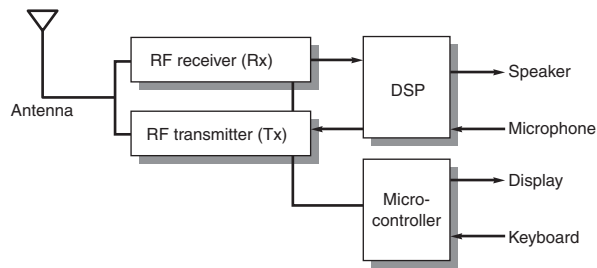 Antenna
RF receiver (Rx)
RF transmitter (Tx)
DSP
Speaker
Microphone
Micro-
controller
Display
Keyboard